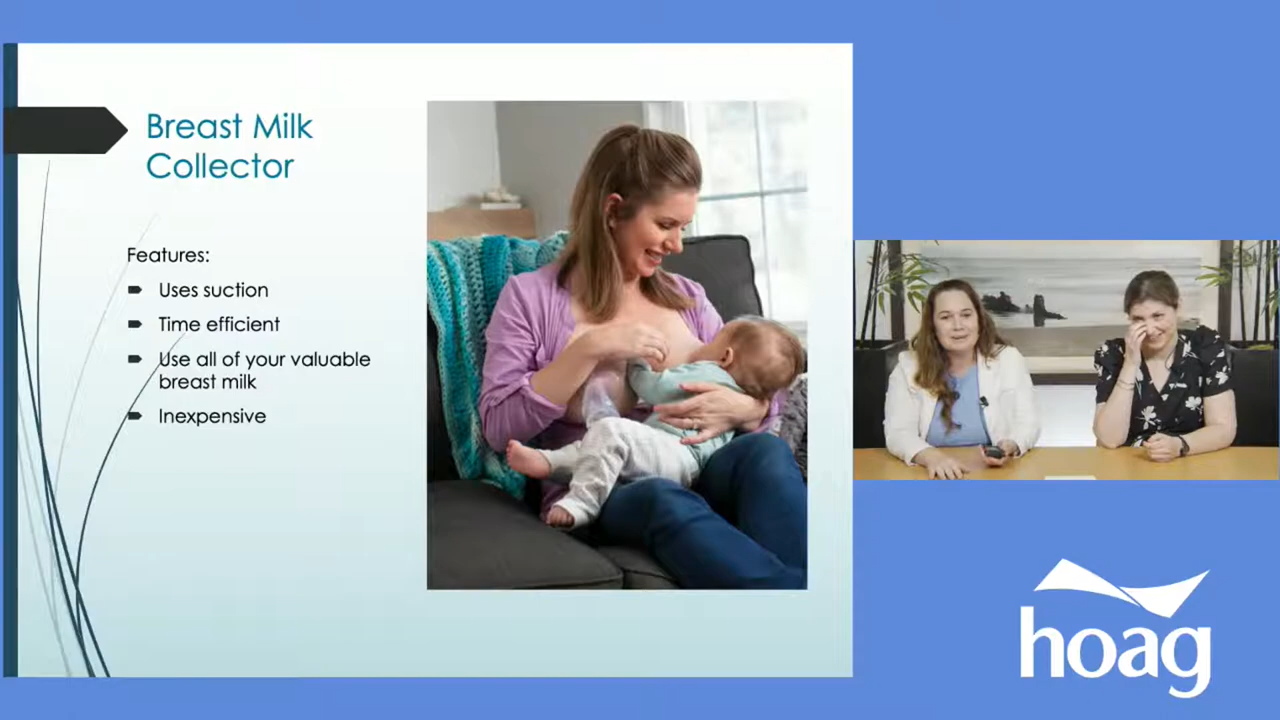 Breast Milk
Collector
Features:
Uses suction
Time efficient
Use all of your valuable
breast milk
Inexpensive
hoag